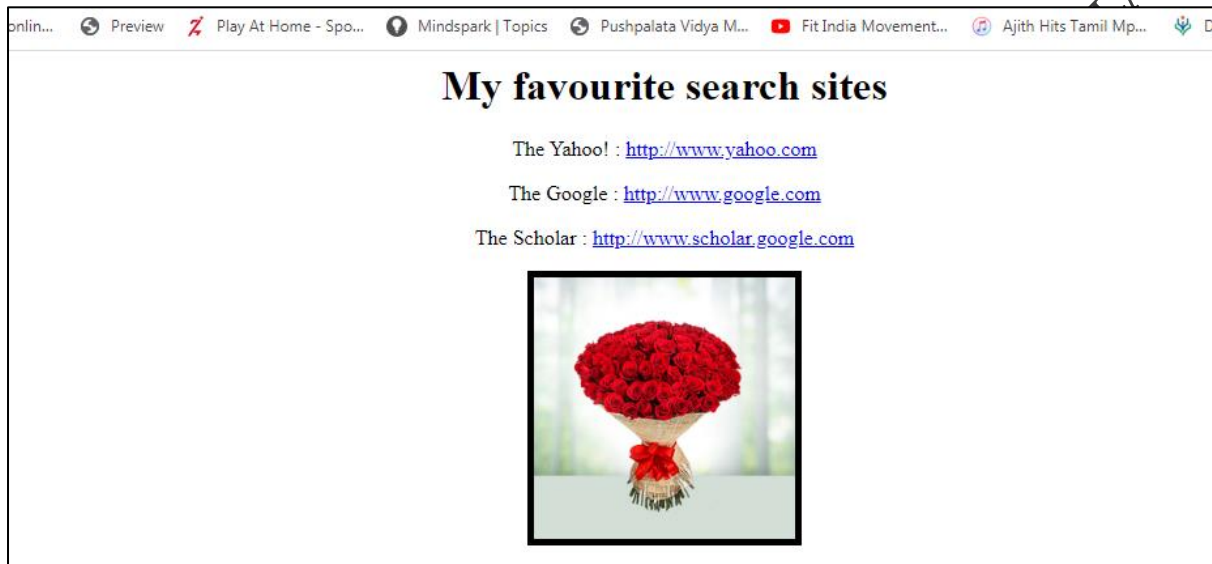 onlin... Preview Play At Home - Spo... Mindspark | Topics Pushpalata Vidya M... Fit India Movement... Ajith Hits Tamil Mp... D
My favourite search sites
The Yahoo! : http://www.yahoo.com
The Google : http://www.google.com
The Scholar : http://www.scholar.google.com